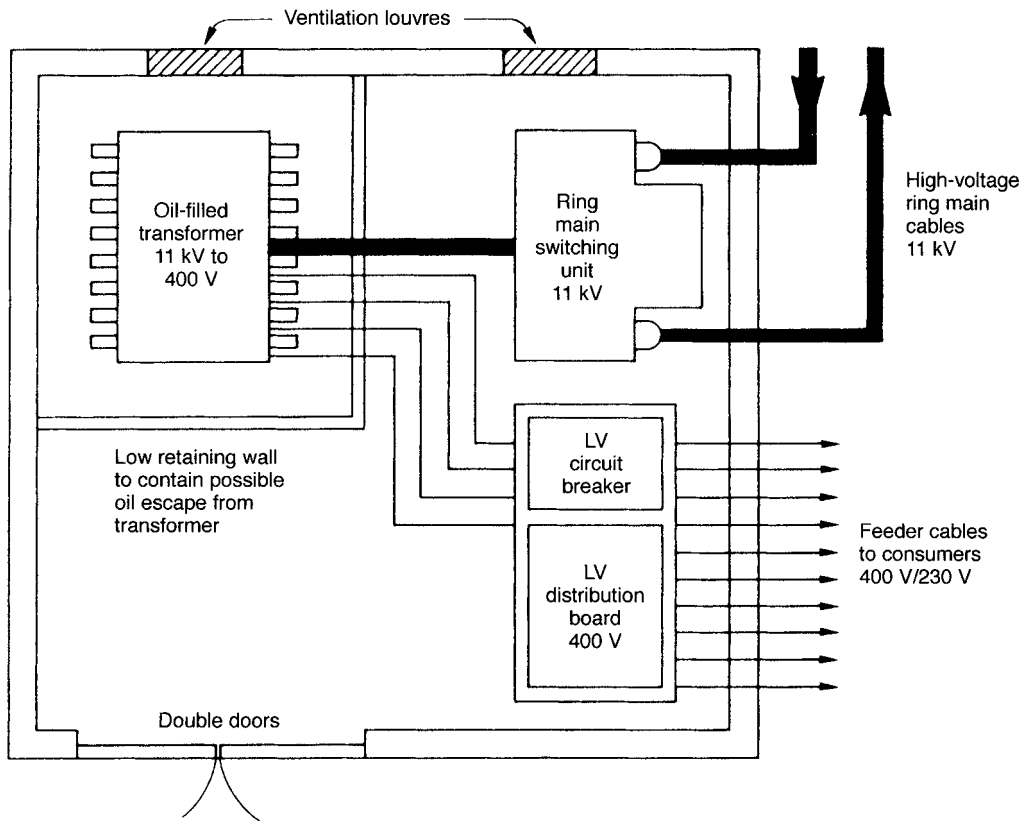 Ventilation louvres
Oil-filled
transformer
11 kV to
400 V
Ring
main
switching
unit
11 kV
High-voltage
ring main
cables
11 kV
Low retaining wall
to contain possible
oil escape from
transformer
LV
circuit
breaker
LV
distribution
board
400 V
Feeder cables
to consumers
400 V/230 V
Double doors